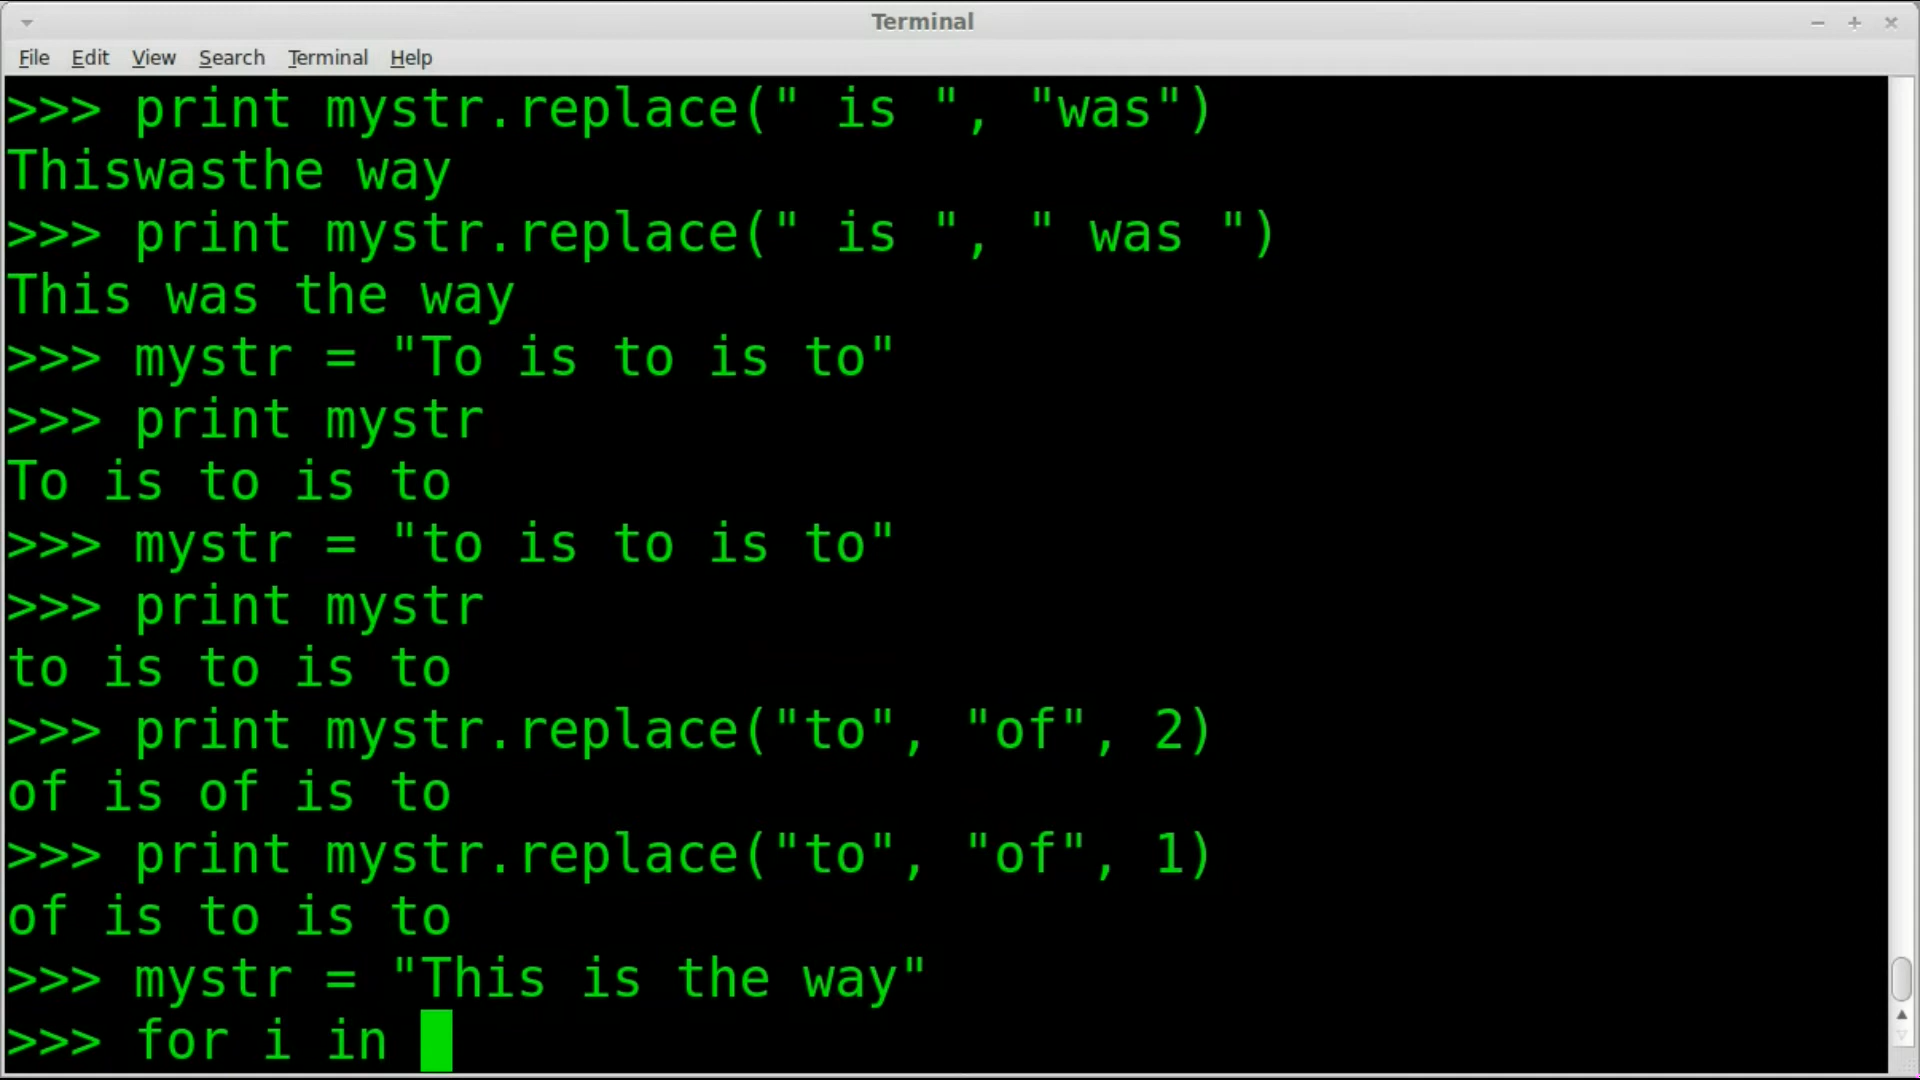 Terminal
File Edit View Search Terminal Help
>>> print mystr.replace(" is ", "was")
Thiswasthe way
>>> print mystr.replace(" is ", " was ")
This was the way
>>> mystr = "To is to is to"
>>> print mystr
To is to is to
>>> mystr = "to is to is to"
>>> print mystr
to is to is to
>>> print mystr.replace("to", "of", 2)
of is of is to
>>> print mystr.replace("to", "of", 1)
of is to is to
>>> mystr = "This is the way"
>>> for i in